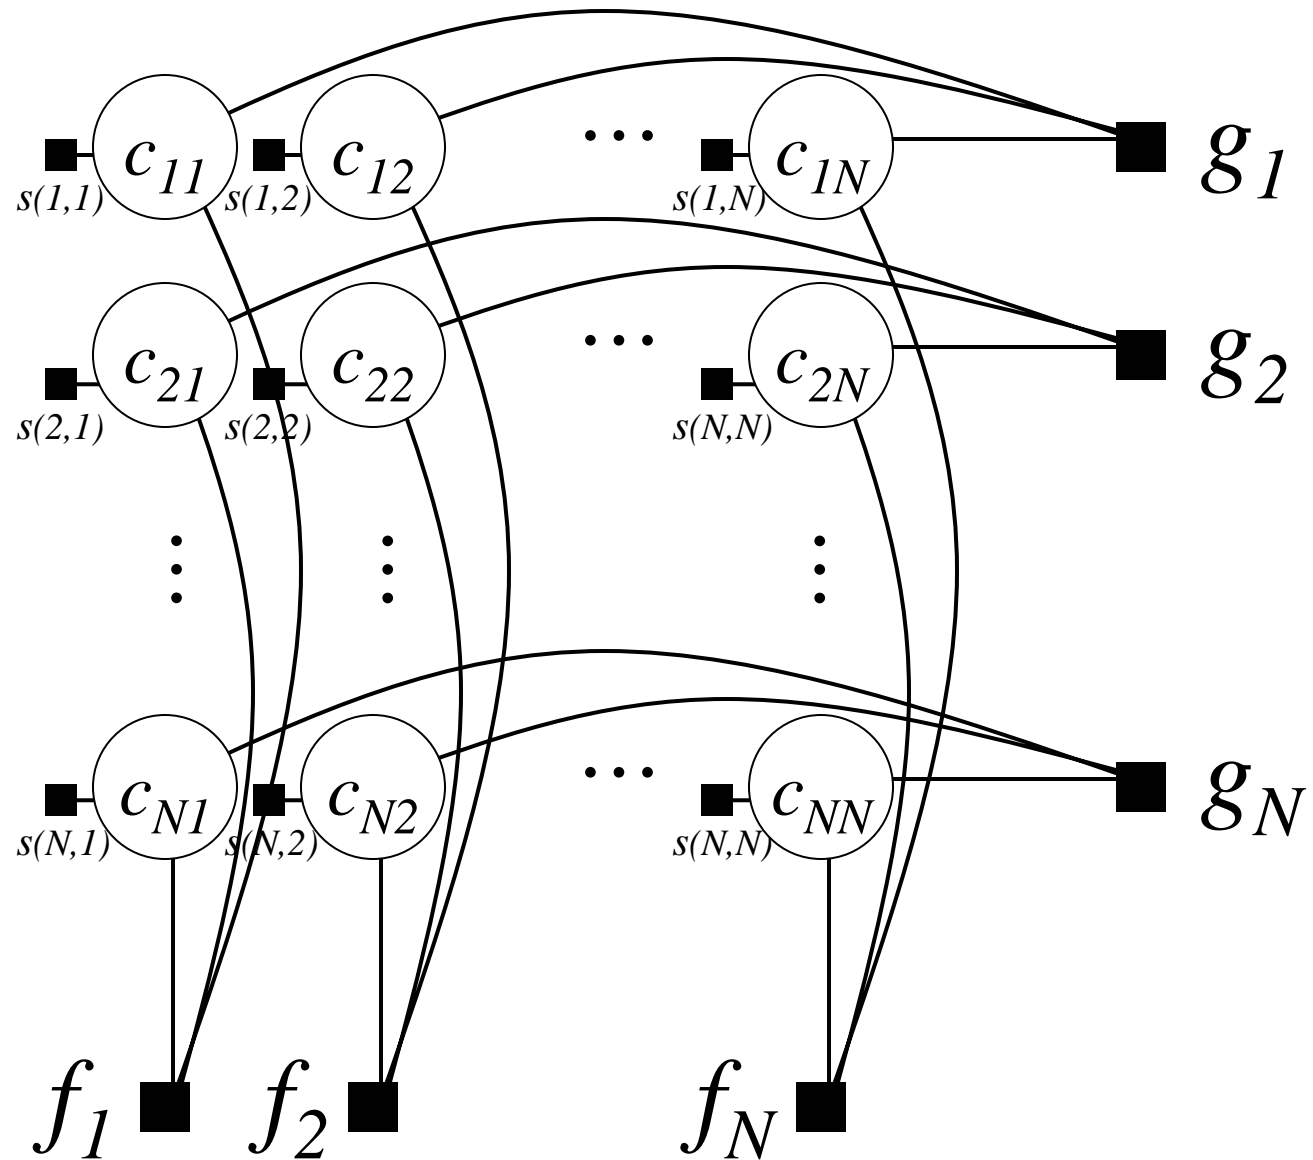 c11 c12 ... c1N g1
s(1,1) s(1,2) s(1,N)
c21 c22 ... c2N g2
s(2,1) s(2,2) s(N,N)
cN1 cN2 ... cNN gN
s(N,1) s(N,2) s(N,N)
f1 f2 fN